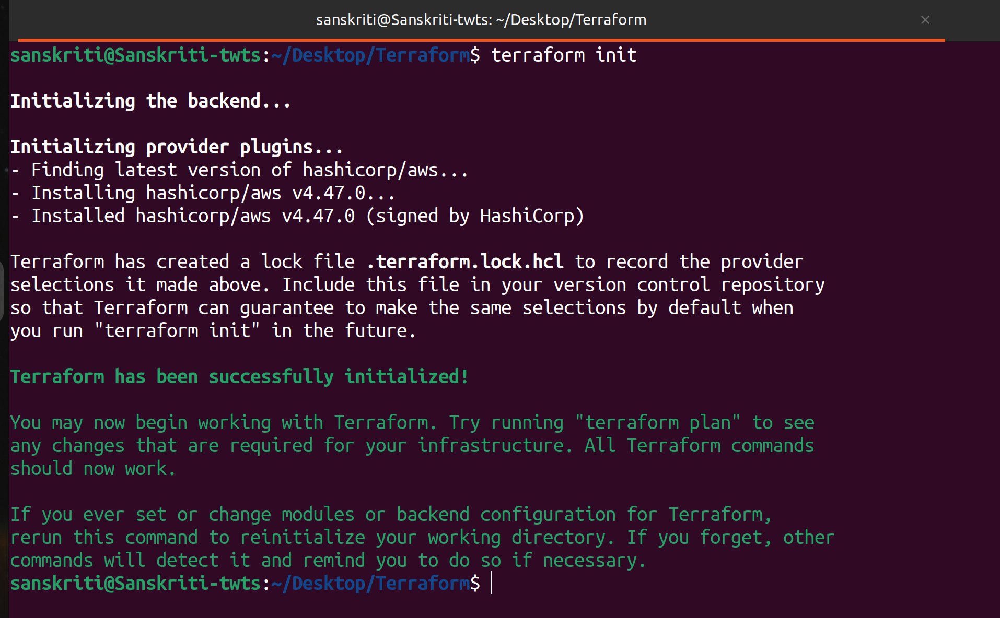 sanskriti@Sanskriti-twts: ~/Desktop/Terraform ×
sanskriti@Sanskriti-twts:~/Desktop/Terraform$ terraform init
Initializing the backend...
Initializing provider plugins...
- Finding latest version of hashicorp/aws...
- Installing hashicorp/aws v4.47.0...
- Installed hashicorp/aws v4.47.0 (signed by HashiCorp)
Terraform has created a lock file .terraform.lock.hcl to record the provider
selections it made above. Include this file in your version control repository
so that Terraform can guarantee to make the same selections by default when
you run "terraform init" in the future.
Terraform has been successfully initialized!
You may now begin working with Terraform. Try running "terraform plan" to see
any changes that are required for your infrastructure. All Terraform commands
should now work.
If you ever set or change modules or backend configuration for Terraform,
rerun this command to reinitialize your working directory. If you forget, other
commands will detect it and remind you to do so if necessary.
sanskriti@Sanskriti-twts:~/Desktop/Terraform$